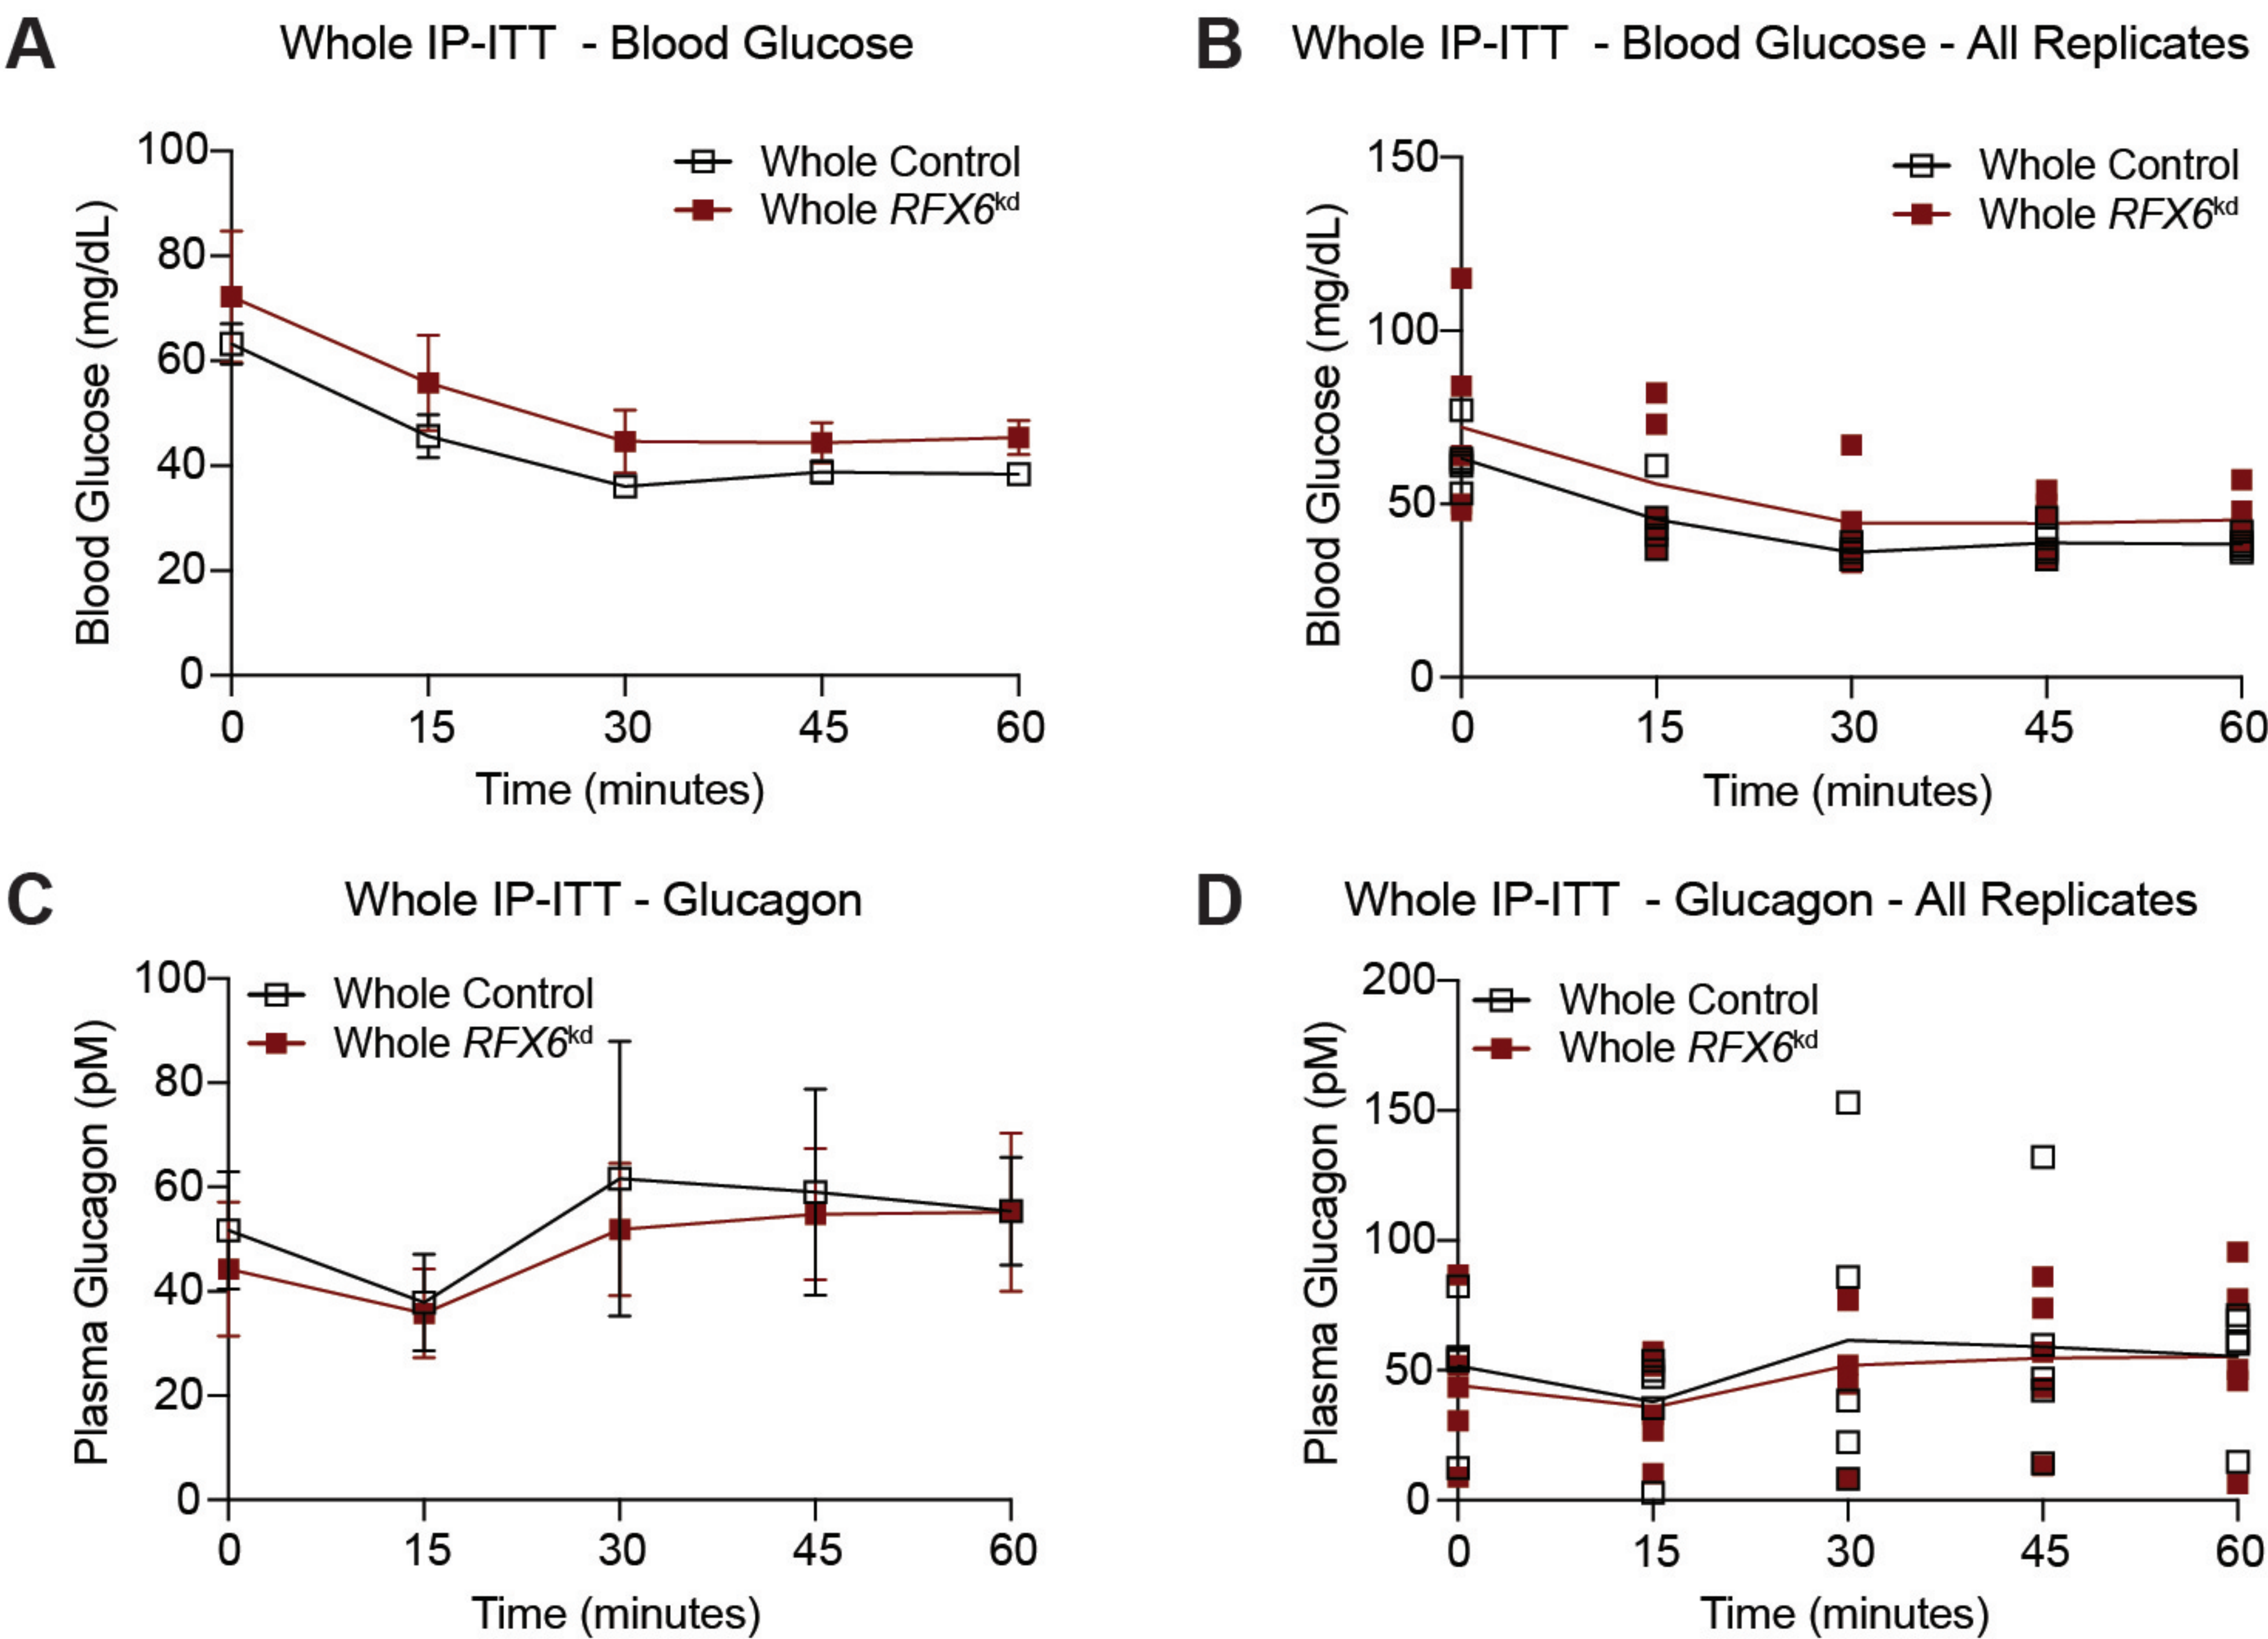 A
Whole IP-ITT - Blood Glucose
100
80
60
40
20
0
Blood Glucose (mg/dL)
Whole Control
Whole RFX6kd
0 15 30 45 60
Time (minutes)
B
Whole IP-ITT - Blood Glucose - All Replicates
150
100
50
0
Blood Glucose (mg/dL)
Whole Control
Whole RFX6kd
0 15 30 45 60
Time (minutes)
C
Whole IP-ITT - Glucagon
100
80
60
40
20
0
Plasma Glucagon (pM)
Whole Control
Whole RFX6kd
0 15 30 45 60
Time (minutes)
D
Whole IP-ITT - Glucagon - All Replicates
200
150
100
50
0
Plasma Glucagon (pM)
Whole Control
Whole RFX6kd
0 15 30 45 60
Time (minutes)